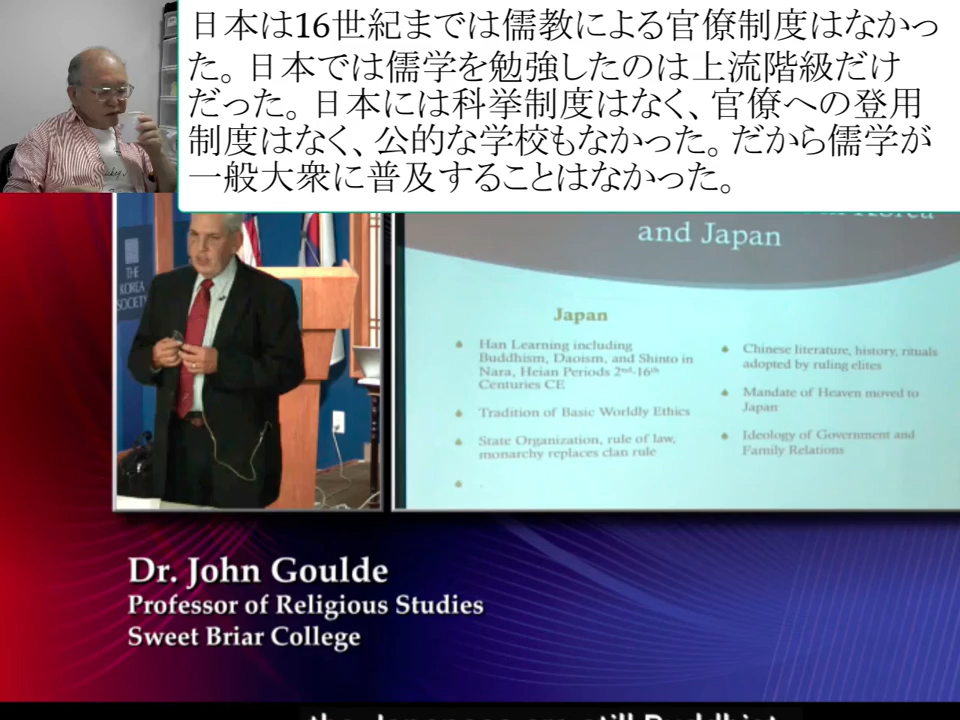 日本は16世紀までは儒教による官僚制度はなかっ
た。日本では儒学を勉強したのは上流階級だけ
だった。日本には科挙制度はなく、官僚への登用
制度はなく、公的な学校もなかった。だから儒学が
一般大衆に普及することはなかった。
THE
KOREA
SOCIETY
and Japan
Japan
Han Learning including
Buddhism, Daoism, and Shinto in
Nara, Heian Periods 2nd-16th
Centuries CE
Tradition of Basic Worldly Ethics
State Organization, rule of law,
monarchy replaces clan rule
Chinese literature, history, rituals
adopted by ruling elites
Mandate of Heaven moved to
Japan
Ideology of Government and
Family Relations
Dr. John Goulde
Professor of Religious Studies
Sweet Briar College